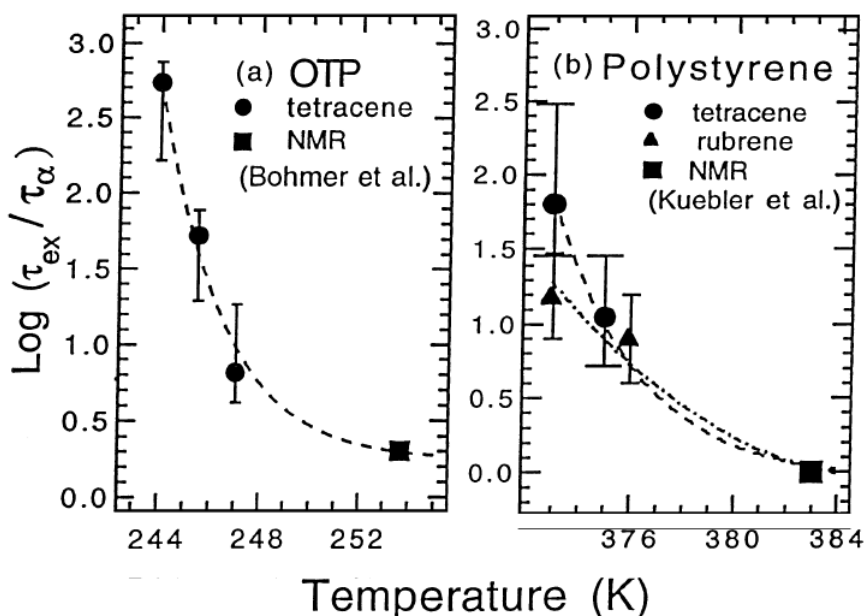 Log (τex / τα)
3.0
2.5
2.0
1.5
1.0
0.5
0.0
(a) OTP
tetracene
NMR
(Bohmer et al.)
244
248
252
3.0
2.5
2.0
1.5
1.0
0.5
0.0
(b) Polystyrene
tetracene
rubrene
NMR
(Kuebler et al.)
376
380
384
Temperature (K)